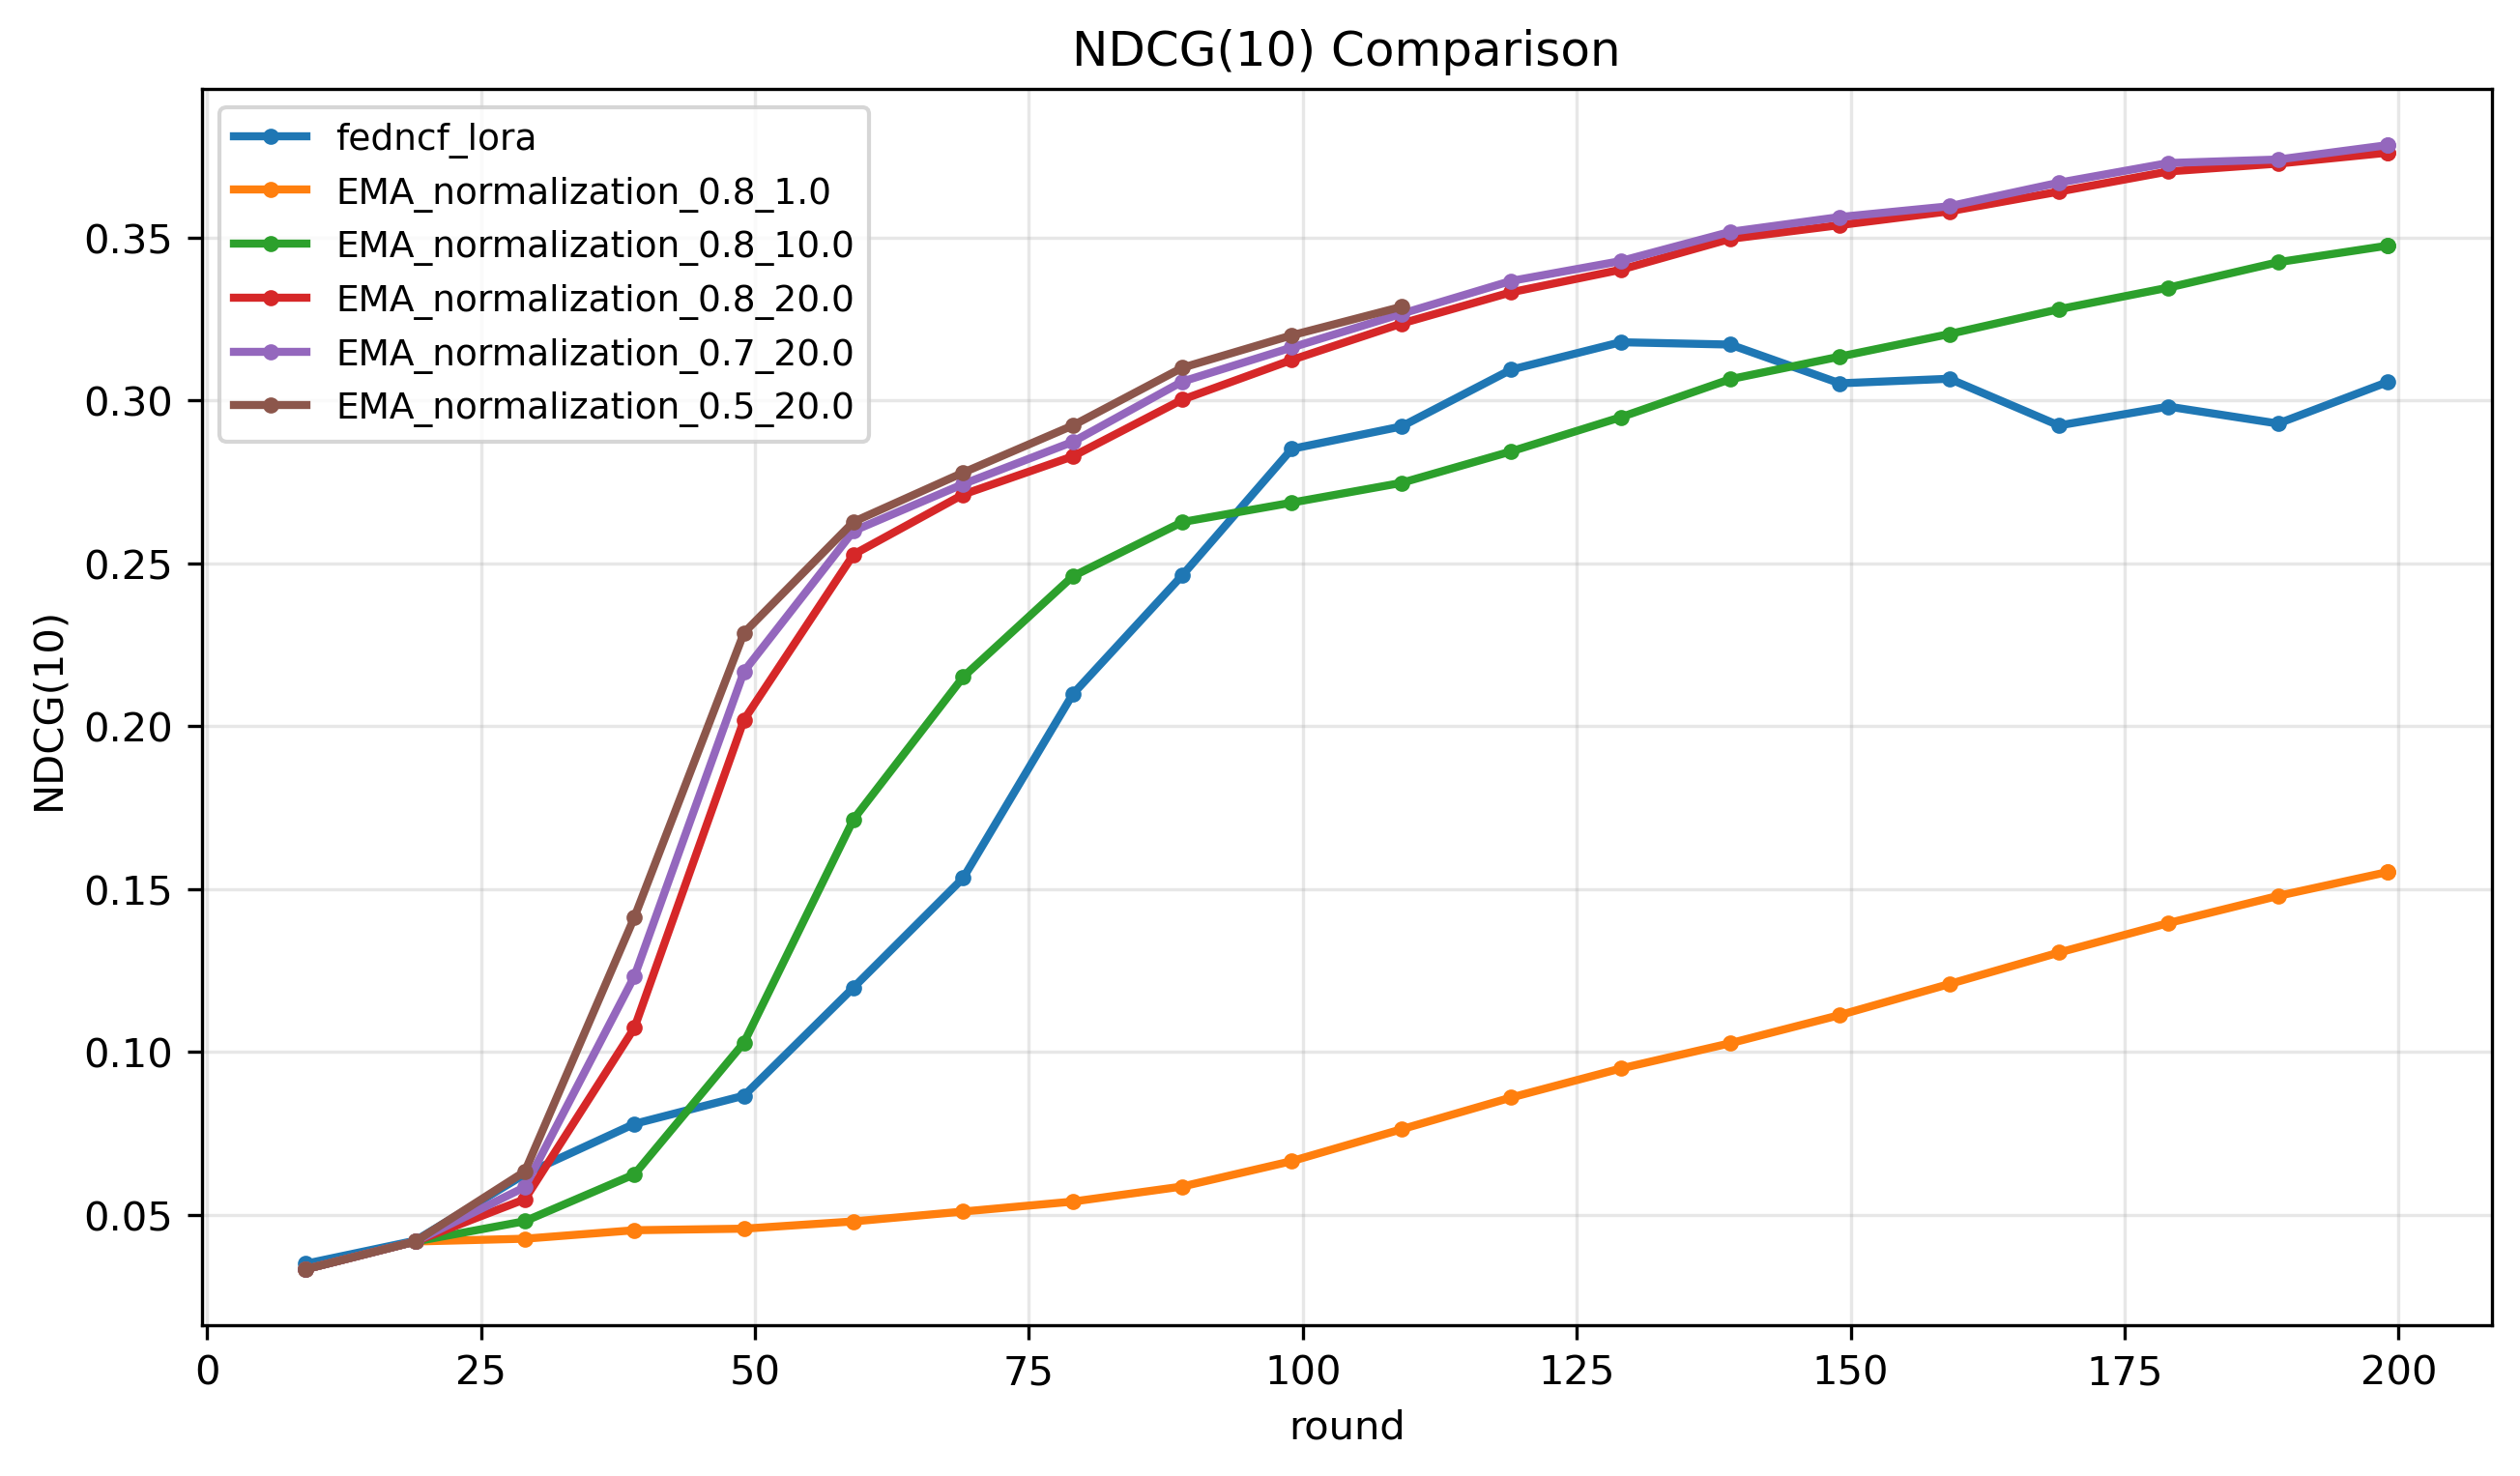 NDCG(10) Comparison
fedncf_lora
EMA_normalization_0.8_1.0
EMA_normalization_0.8_10.0
EMA_normalization_0.8_20.0
EMA_normalization_0.7_20.0
EMA_normalization_0.5_20.0
NDCG(10)
0.35
0.30
0.25
0.20
0.15
0.10
0.05
0 25 50 75 100 125 150 175 200
round